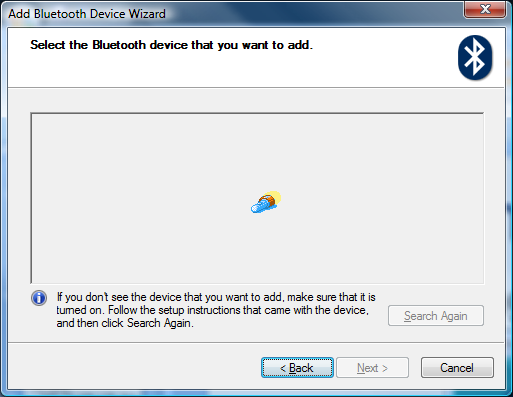 Add Bluetooth Device Wizard
Select the Bluetooth device that you want to add.
If you don't see the device that you want to add, make sure that it is
turned on. Follow the setup instructions that came with the device,
and then click Search Again.
Search Again
< Back
Next >
Cancel